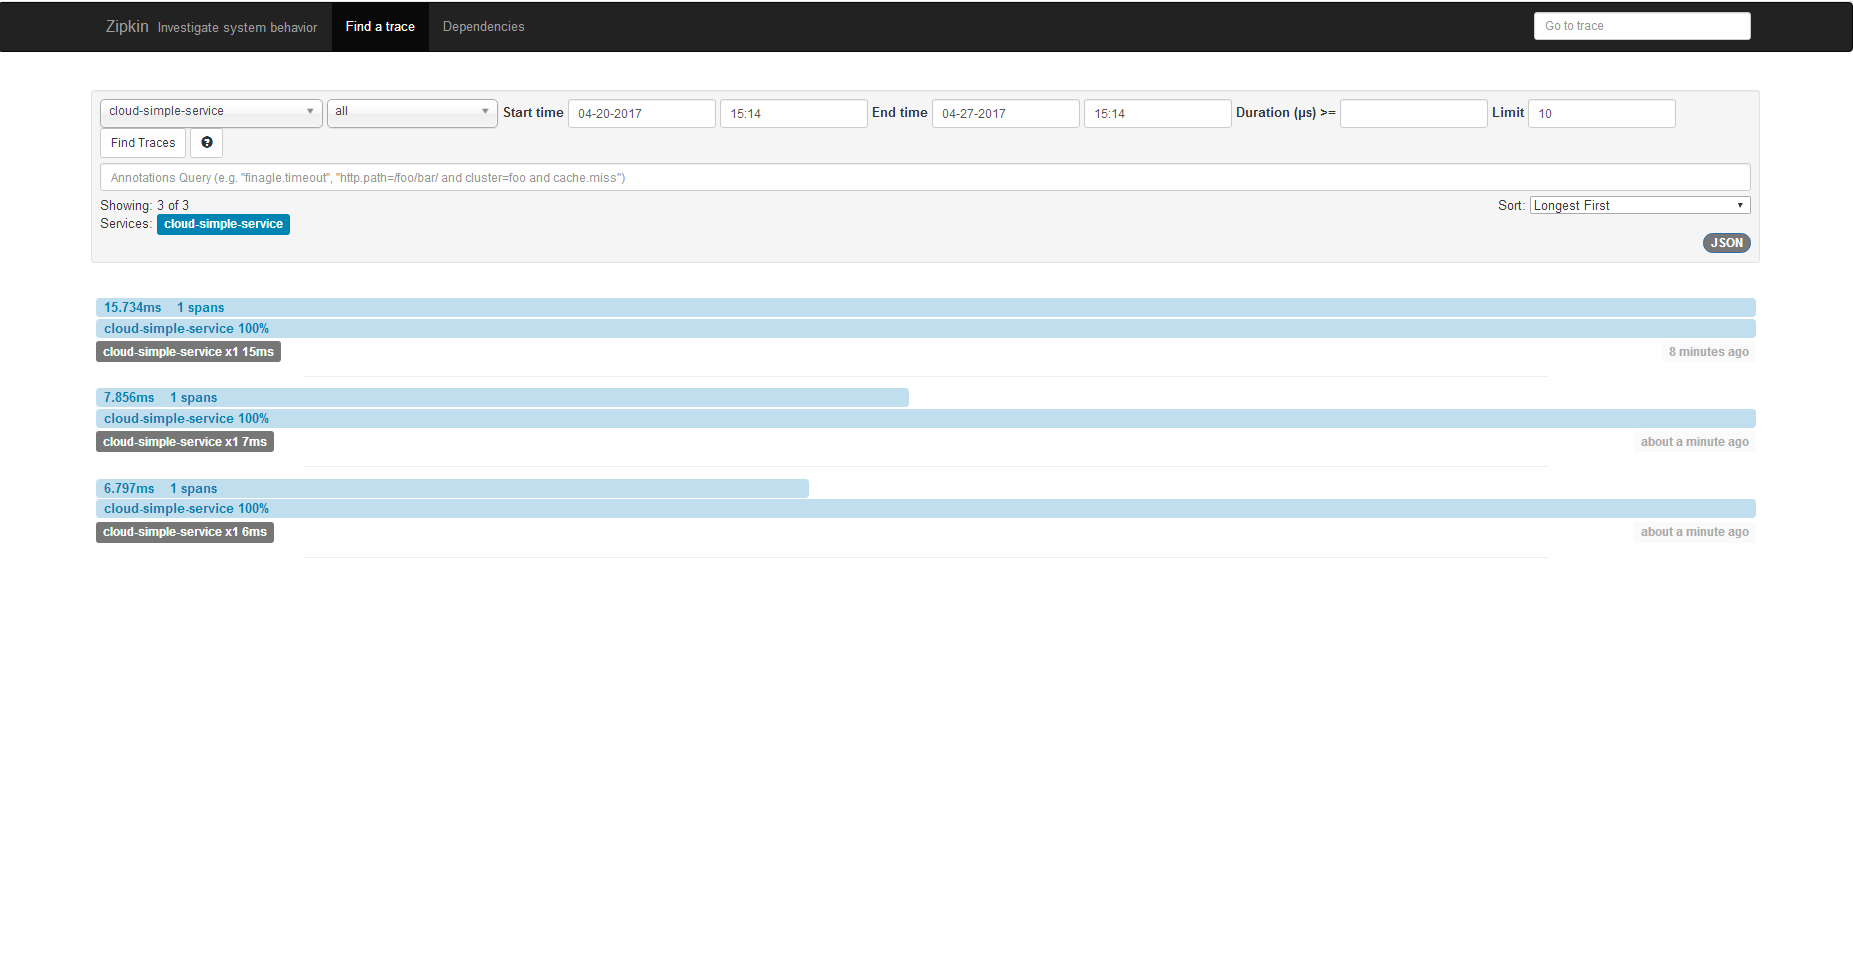 Zipkin Investigate system behavior Find a trace Dependencies Go to trace
cloud-simple-service all Start time 04-20-2017 15:14 End time 04-27-2017 15:14 Duration (μs) >= Limit 10
Find Traces ?
Annotations Query (e.g. "finagle.timeout", "http.path=/foo/bar/ and cluster=foo and cache.miss")
Showing: 3 of 3 Sort: Longest First
Services: cloud-simple-service
JSON
15.734ms 1 spans
cloud-simple-service 100%
cloud-simple-service x1 15ms 8 minutes ago
7.856ms 1 spans
cloud-simple-service 100%
cloud-simple-service x1 7ms about a minute ago
6.797ms 1 spans
cloud-simple-service 100%
cloud-simple-service x1 6ms about a minute ago